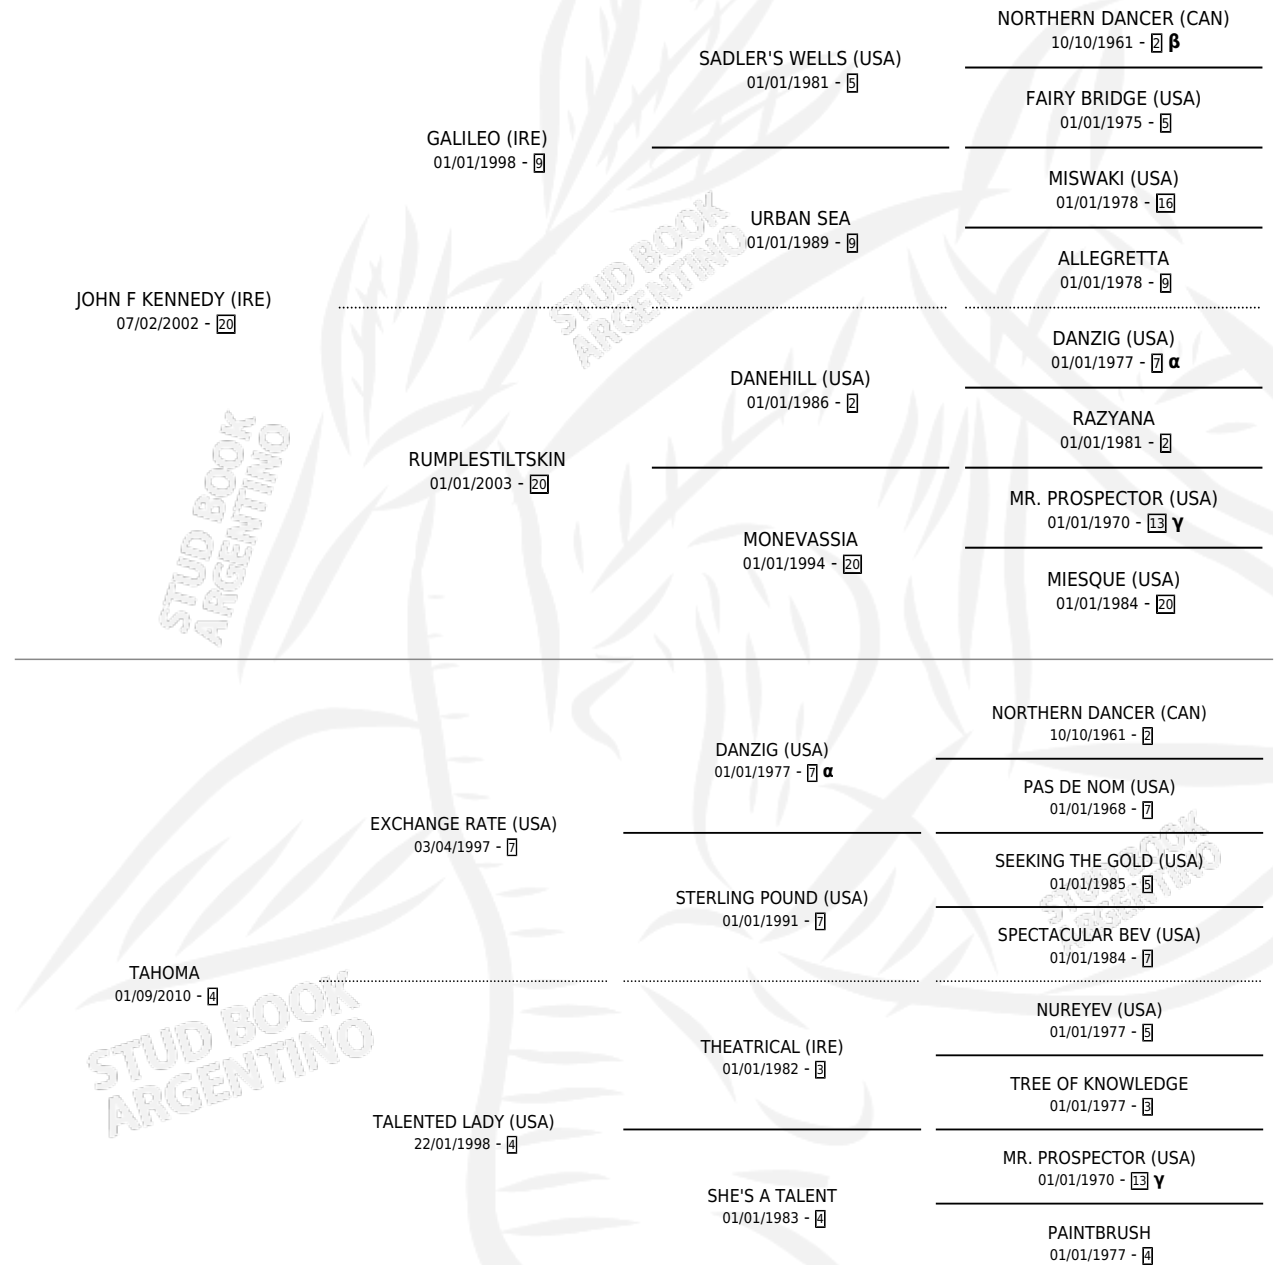 NORTHERN DANCER (CAN)
10/10/1961 - 2 β
SADLER'S WELLS (USA)
01/01/1981 - 5
FAIRY BRIDGE (USA)
01/01/1975 - 5
GALILEO (IRE)
01/01/1998 - 9
MISWAKI (USA)
01/01/1978 - 16
URBAN SEA
01/01/1989 - 9
ALLEGRETTA
01/01/1978 - 9
STUD BOOK
ARGENTINO
JOHN F KENNEDY (IRE)
07/02/2002 - 20
DANZIG (USA)
01/01/1977 - 7 α
DANEHILL (USA)
01/01/1986 - 2
RAZYANA
01/01/1981 - 2
RUMPLESTILTSKIN
01/01/2003 - 20
MR. PROSPECTOR (USA)
01/01/1970 - 13 γ
MONEVASSIA
01/01/1994 - 20
MIESQUE (USA)
01/01/1984 - 20
STUD BOOK
ARGENTINO
NORTHERN DANCER (CAN)
10/10/1961 - 2
DANZIG (USA)
01/01/1977 - 7 α
PAS DE NOM (USA)
01/01/1968 - 7
EXCHANGE RATE (USA)
03/04/1997 - 7
SEEKING THE GOLD (USA)
01/01/1985 - 5
STERLING POUND (USA)
01/01/1991 - 7
SPECTACULAR BEV (USA)
01/01/1984 - 7
STUD BOOK
ARGENTINO
TAHOMA
01/09/2010 - 4
NUREYEV (USA)
01/01/1977 - 5
THEATRICAL (IRE)
01/01/1982 - 3
TREE OF KNOWLEDGE
01/01/1977 - 3
STUD BOOK
ARGENTINO
TALENTED LADY (USA)
22/01/1998 - 4
MR. PROSPECTOR (USA)
01/01/1970 - 13 γ
SHE'S A TALENT
01/01/1983 - 4
PAINTBRUSH
01/01/1977 - 4